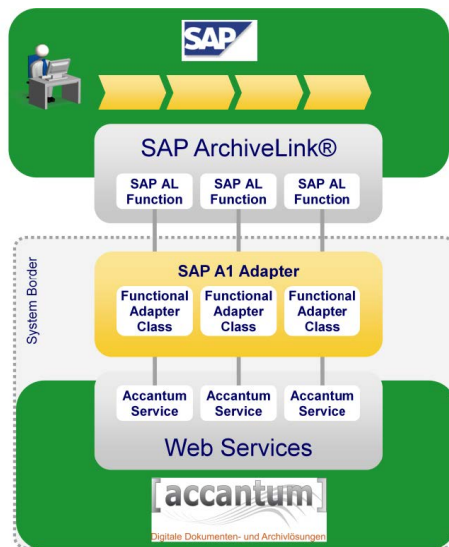 SAP
SAP ArchiveLink®
SAP AL SAP AL SAP AL
Function Function Function
System Border
SAP A1 Adapter
Functional Functional Functional
Adapter Adapter Adapter
Class Class Class
Accantum Accantum Accantum
Service Service Service
Web Services
[accantum]
Digitale Dokumenten- und Archivlösungen